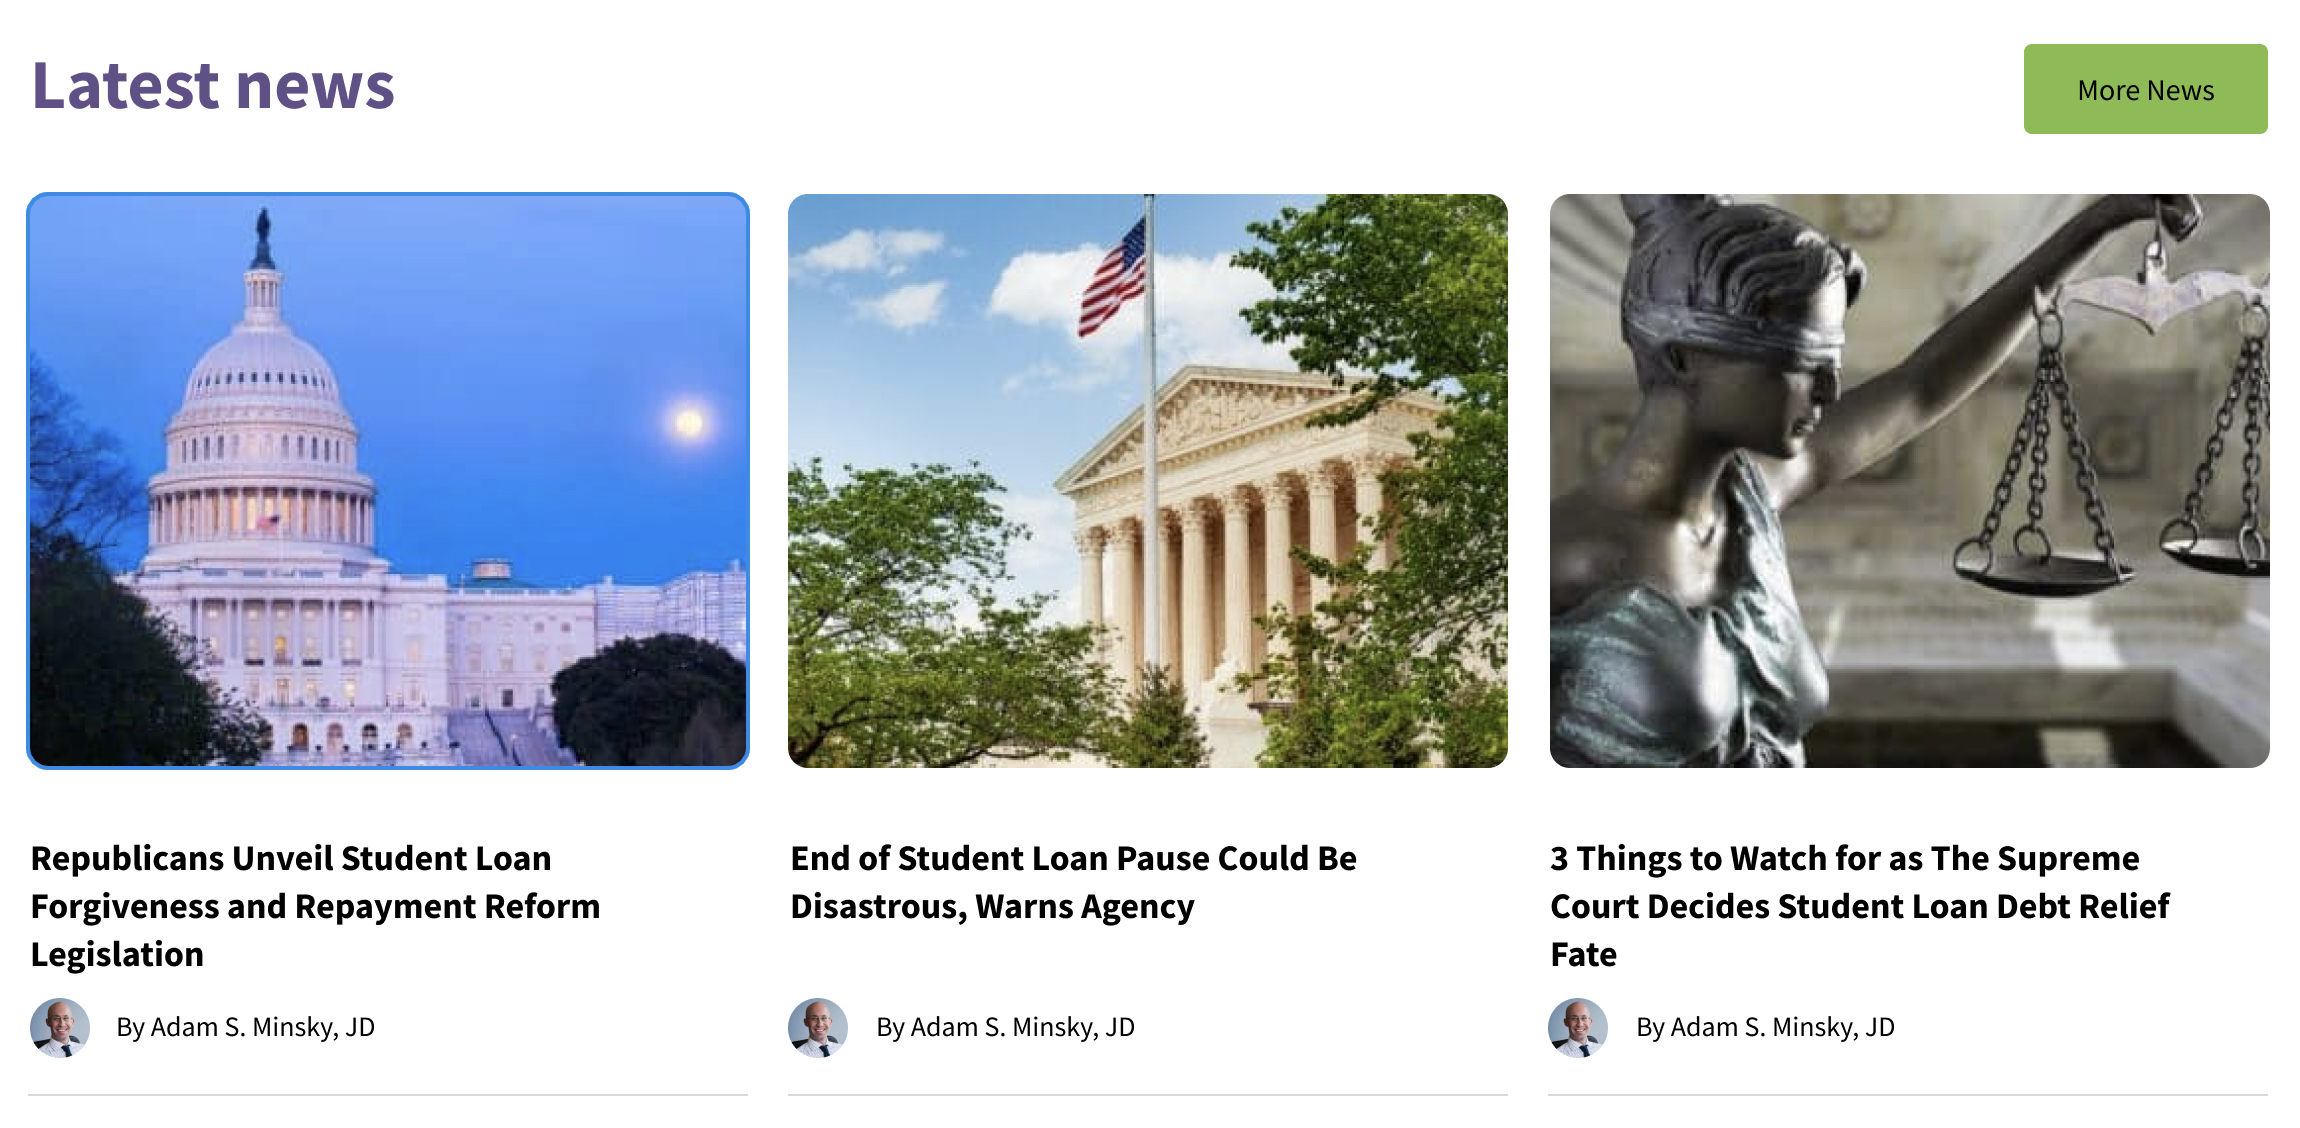 Latest news
More News
Republicans Unveil Student Loan
Forgiveness and Repayment Reform
Legislation
By Adam S. Minsky, JD
End of Student Loan Pause Could Be
Disastrous, Warns Agency
By Adam S. Minsky, JD
3 Things to Watch for as The Supreme
Court Decides Student Loan Debt Relief
Fate
By Adam S. Minsky, JD